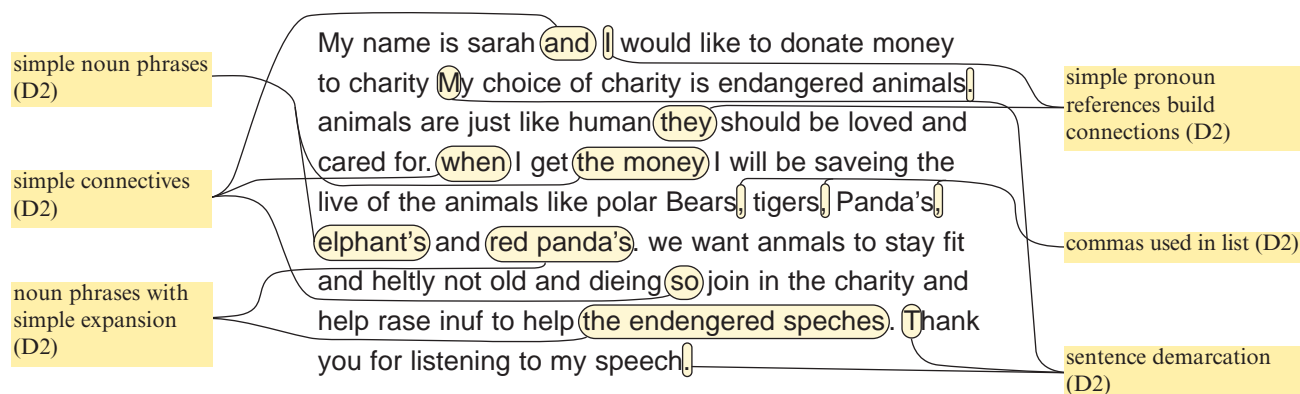 simple noun phrases
(D2)
simple connectives
(D2)
noun phrases with
simple expansion
(D2)
My name is sarah and I would like to donate money
to charity My choice of charity is endangered animals.
animals are just like human they should be loved and
cared for. when I get the money I will be saveing the
live of the animals like polar Bears, tigers, Panda’s,
elphant’s and red panda’s. we want anmals to stay fit
and heltly not old and dieing so join in the charity and
help rase inuf to help the endengered speches. Thank
you for listening to my speech.
simple pronoun
references build
connections (D2)
commas used in list (D2)
sentence demarcation
(D2)